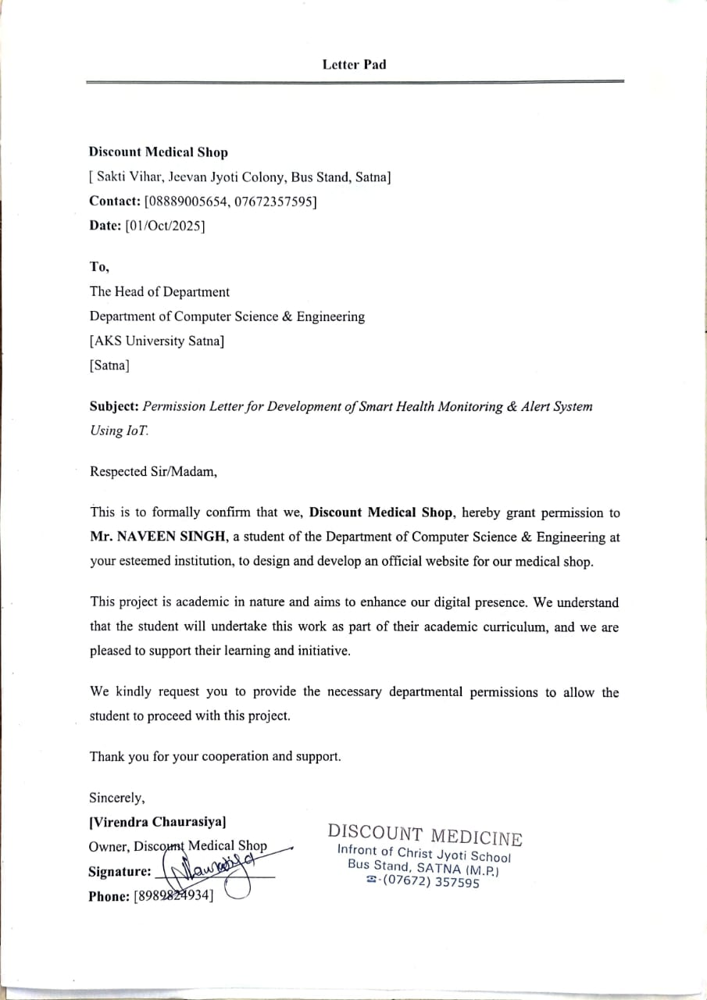 Letter Pad
Discount Medical Shop
[ Sakti Vihar, Jeevan Jyoti Colony, Bus Stand, Satna]
Contact: [08889005654, 07672357595]
Date: [01/Oct/2025]
To,
The Head of Department
Department of Computer Science & Engineering
[AKS University Satna]
[Satna]
Subject: Permission Letter for Development of Smart Health Monitoring & Alert System
Using IoT.
Respected Sir/Madam,
This is to formally confirm that we, Discount Medical Shop, hereby grant permission to
Mr. NAVEEN SINGH, a student of the Department of Computer Science & Engineering at
your esteemed institution, to design and develop an official website for our medical shop.
This project is academic in nature and aims to enhance our digital presence. We understand
that the student will undertake this work as part of their academic curriculum, and we are
pleased to support their learning and initiative.
We kindly request you to provide the necessary departmental permissions to allow the
student to proceed with this project.
Thank you for your cooperation and support.
Sincerely,
[Virendra Chaurasiya]
Owner, Discount Medical Shop
Signature:
Phone: [8989824934]
DISCOUNT MEDICINE
Infront of Christ Jyoti School
Bus Stand, SATNA (M.P.)
☎-(07672) 357595